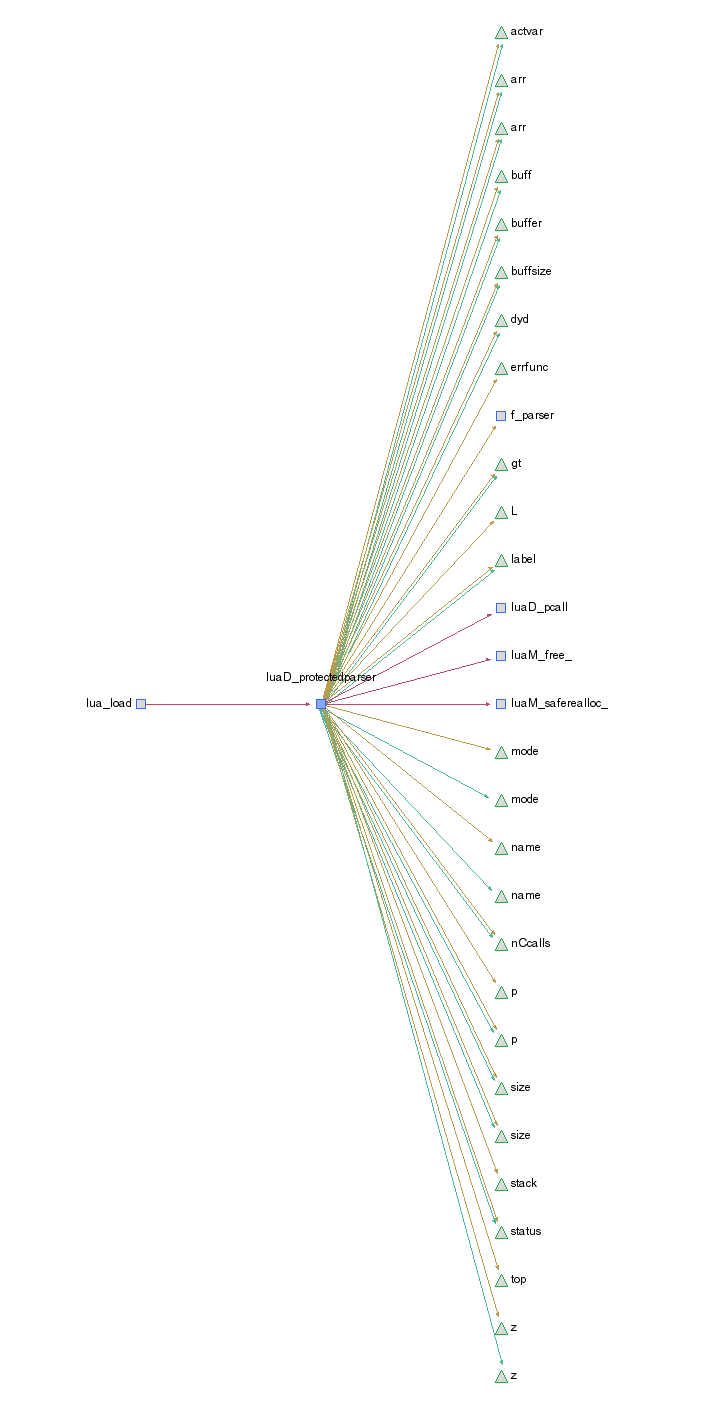 actvar
arr
arr
buff
buffer
buffsize
dyd
errfunc
f_parser
gt
L
label
luaD_pcall
luaM_free_
luaD_protectedparser
lua_load
luaM_saferealloc_
mode
mode
name
name
nCcalls
p
p
size
size
stack
status
top
z
z